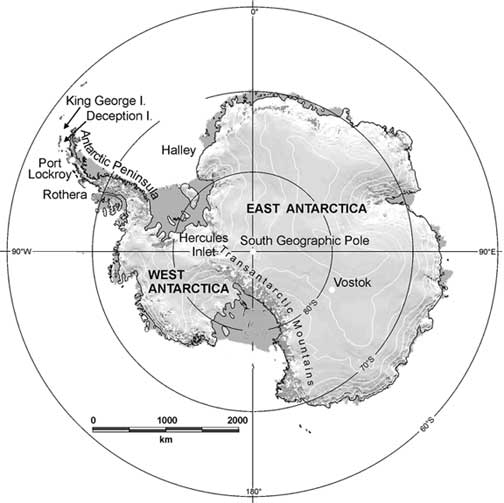 0°
King George I.
Deception I.
Antarctic Peninsula
Halley
Port
Lockroy
Rothera
EAST ANTARCTICA
Hercules
Inlet
South Geographic Pole
90°W
90°E
Transantarctic Mountains
WEST
ANTARCTICA
Vostok
80°S
70°S
60°S
0 1000 2000
km
180°